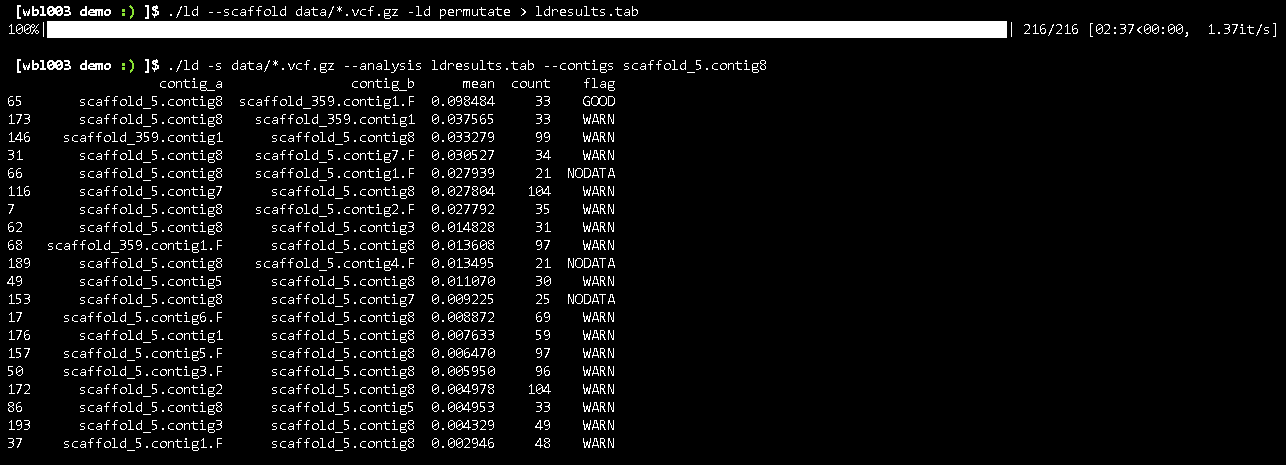 [wbl003 demo :) ]$ ./ld --scaffold data/*.vcf.gz -ld permutate > ldresults.tab
100%| | 216/216 [02:37<00:00, 1.37it/s]
[wbl003 demo :) ]$ ./ld -s data/*.vcf.gz --analysis ldresults.tab --contigs scaffold_5.contig8
contig_a contig_b mean count flag
65 scaffold_5.contig8 scaffold_359.contig1.F 0.098484 33 GOOD
173 scaffold_5.contig8 scaffold_359.contig1 0.037565 33 WARN
146 scaffold_359.contig1 scaffold_5.contig8 0.033279 99 WARN
31 scaffold_5.contig8 scaffold_5.contig7.F 0.030527 34 WARN
66 scaffold_5.contig8 scaffold_5.contig1.F 0.027939 21 NODATA
116 scaffold_5.contig7 scaffold_5.contig8 0.027804 104 WARN
7 scaffold_5.contig8 scaffold_5.contig2.F 0.027792 35 WARN
62 scaffold_5.contig8 scaffold_5.contig3 0.014828 31 WARN
68 scaffold_359.contig1.F scaffold_5.contig8 0.013608 97 WARN
189 scaffold_5.contig8 scaffold_5.contig4.F 0.013495 21 NODATA
49 scaffold_5.contig5 scaffold_5.contig8 0.011070 30 WARN
153 scaffold_5.contig8 scaffold_5.contig7 0.009225 25 NODATA
17 scaffold_5.contig6.F scaffold_5.contig8 0.008872 69 WARN
176 scaffold_5.contig1 scaffold_5.contig8 0.007633 59 WARN
157 scaffold_5.contig5.F scaffold_5.contig8 0.006470 97 WARN
50 scaffold_5.contig3.F scaffold_5.contig8 0.005950 96 WARN
172 scaffold_5.contig2 scaffold_5.contig8 0.004978 104 WARN
86 scaffold_5.contig8 scaffold_5.contig5 0.004953 33 WARN
193 scaffold_5.contig3 scaffold_5.contig8 0.004329 49 WARN
37 scaffold_5.contig1.F scaffold_5.contig8 0.002946 48 WARN